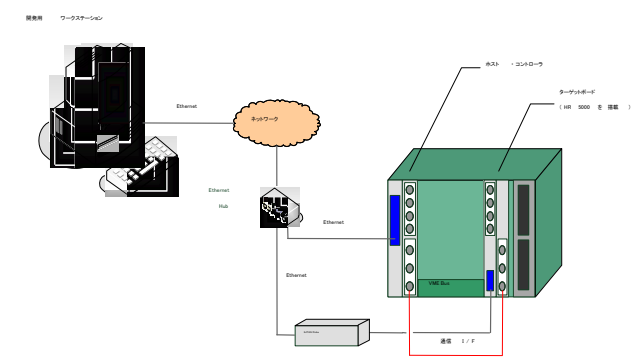 開発用 ワークステーション
ホスト ・コントローラ
ターゲットボード
( HR 5000 を 搭載 )
Ethernet
ネットワーク
Ethernet
Hub
Ethernet
Ethernet
VME Bus
通信 I / F